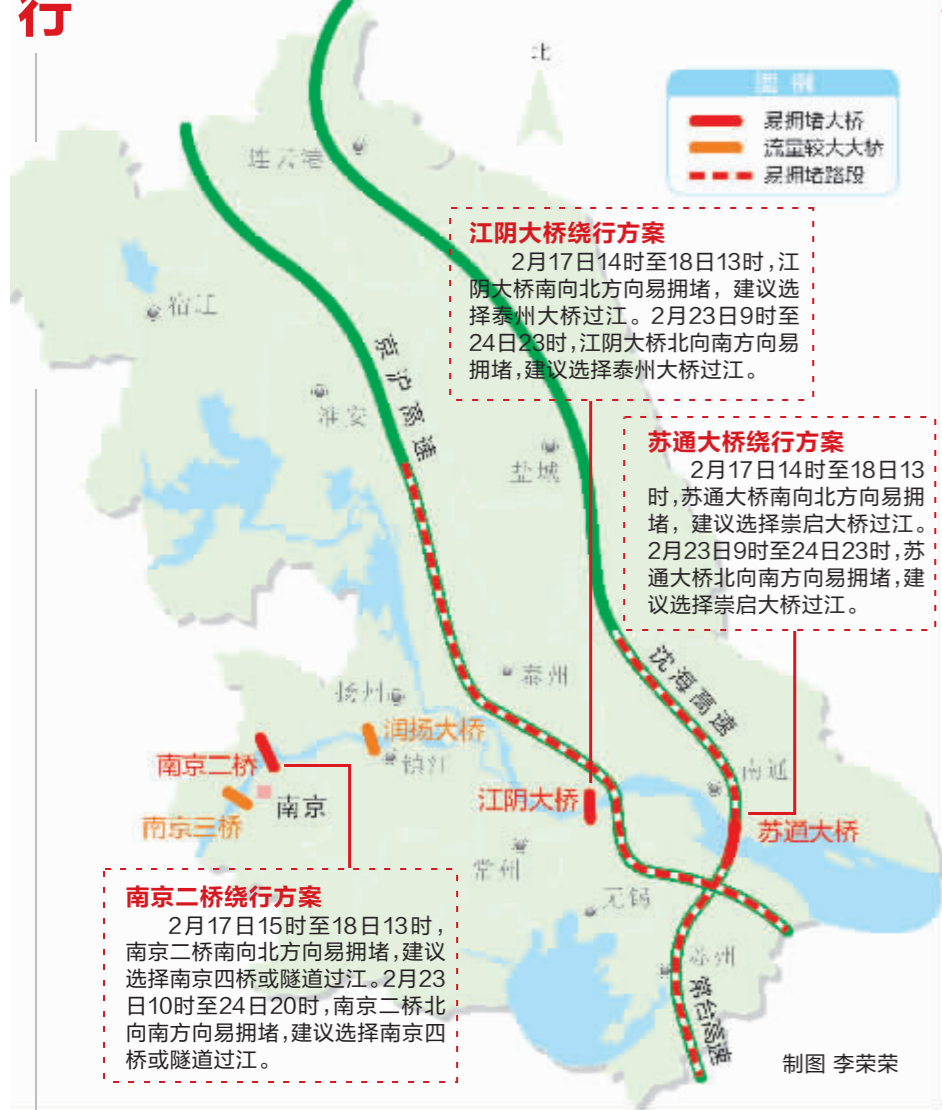 行
北
图例
易拥堵大桥
流量较大大桥
易拥堵路段
连云港
宿迁
淮安
京沪高速
盐城
江阴大桥绕行方案
2月17日14时至18日13时,江
阴大桥南向北方向易拥堵，建议选
择泰州大桥过江。2月23日9时至
24日23时,江阴大桥北向南方向易
拥堵,建议选择泰州大桥过江。
苏通大桥绕行方案
2月17日14时至18日13
时,苏通大桥南向北方向易拥
堵，建议选择崇启大桥过江。
2月23日9时至24日23时,苏
通大桥北向南方向易拥堵,建
议选择崇启大桥过江。
沈海高速
泰州
扬州
润扬大桥
镇江
南京二桥
南京三桥
南京
江阴大桥
南通
苏通大桥
常州
无锡
苏州
常台高速
南京二桥绕行方案
2月17日15时至18日13时，
南京二桥南向北方向易拥堵,建议
选择南京四桥或隧道过江。2月23
日10时至24日20时,南京二桥北
向南方向易拥堵,建议选择南京四
桥或隧道过江。
制图 李荣荣